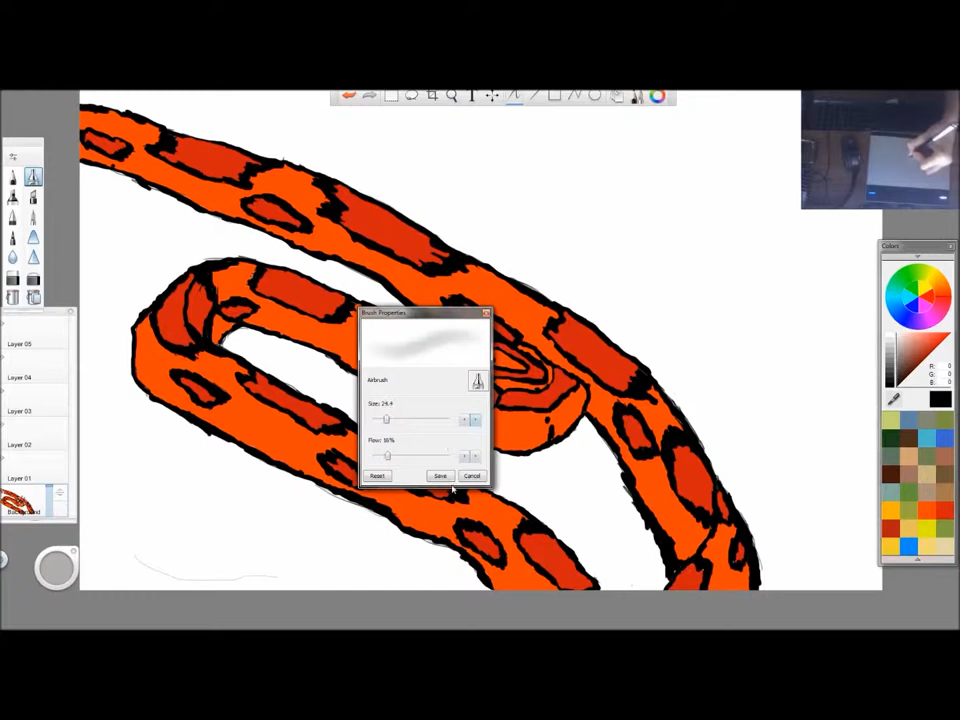 Brush Properties
Airbrush
Size: 24.4
Flow: 16%
Reset
Save
Cancel
Layer 05
Layer 04
Layer 03
Layer 02
Layer 01
Background
Colors
R: 0
G: 0
B: 0